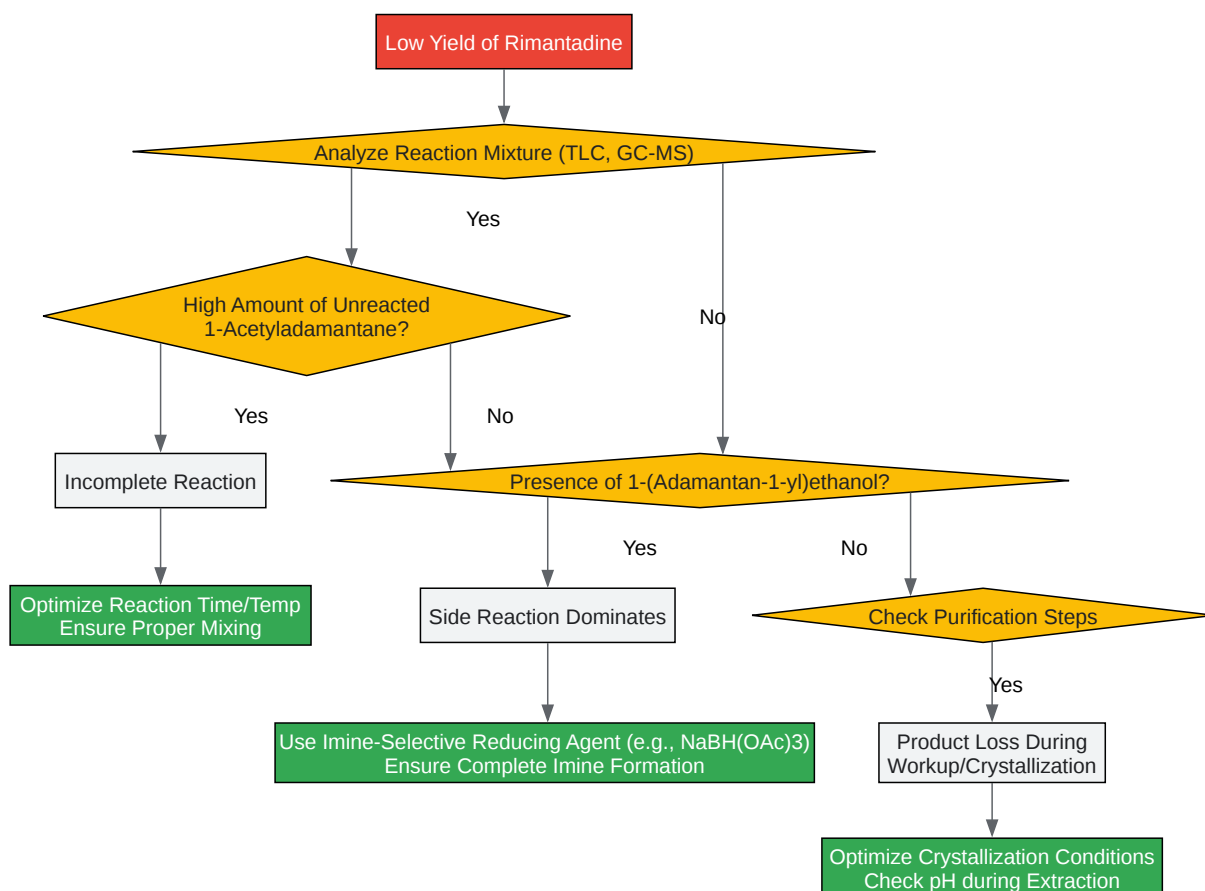 Low Yield of Rimantadine
Analyze Reaction Mixture (TLC, GC-MS)
Yes
High Amount of Unreacted
1-Acetyladamantane?
No
Yes
No
Incomplete Reaction
Presence of 1-(Adamantan-1-yl)ethanol?
Yes
No
Optimize Reaction Time/Temp
Ensure Proper Mixing
Side Reaction Dominates
Check Purification Steps
Yes
Use Imine-Selective Reducing Agent (e.g., NaBH(OAc)3)
Ensure Complete Imine Formation
Product Loss During
Workup/Crystallization
Optimize Crystallization Conditions
Check pH during Extraction